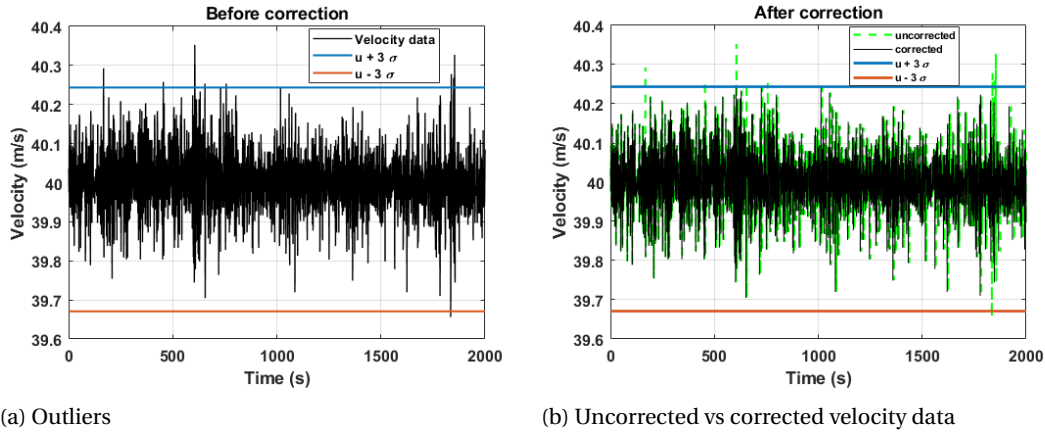 Before correction
40.4
40.3
40.2
40.1
40
39.9
39.8
39.7
39.6
Velocity (m/s)
Velocity data
u + 3 σ
u - 3 σ
0 500 1000 1500 2000
Time (s)
(a) Outliers
After correction
40.4
40.3
40.2
40.1
40
39.9
39.8
39.7
39.6
Velocity (m/s)
uncorrected
corrected
u + 3 σ
u - 3 σ
0 500 1000 1500 2000
Time (s)
(b) Uncorrected vs corrected velocity data